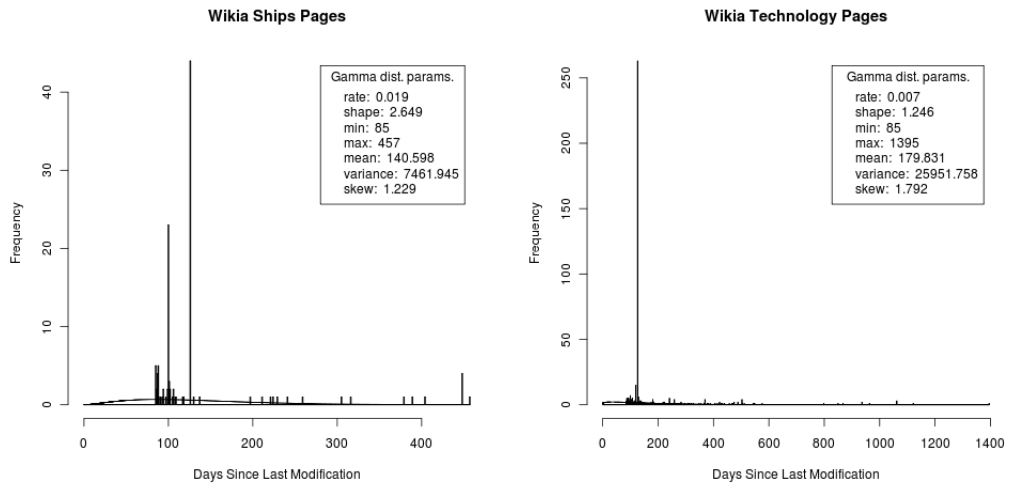 Wikia Ships Pages
Gamma dist. params.
rate: 0.019
shape: 2.649
min: 85
max: 457
mean: 140.598
variance: 7461.945
skew: 1.229
Frequency
0
10
20
30
40
0 100 200 300 400
Days Since Last Modification
Wikia Technology Pages
Gamma dist. params.
rate: 0.007
shape: 1.246
min: 85
max: 1395
mean: 179.831
variance: 25951.758
skew: 1.792
Frequency
0
50
100
150
200
250
0 200 400 600 800 1000 1200 1400
Days Since Last Modification